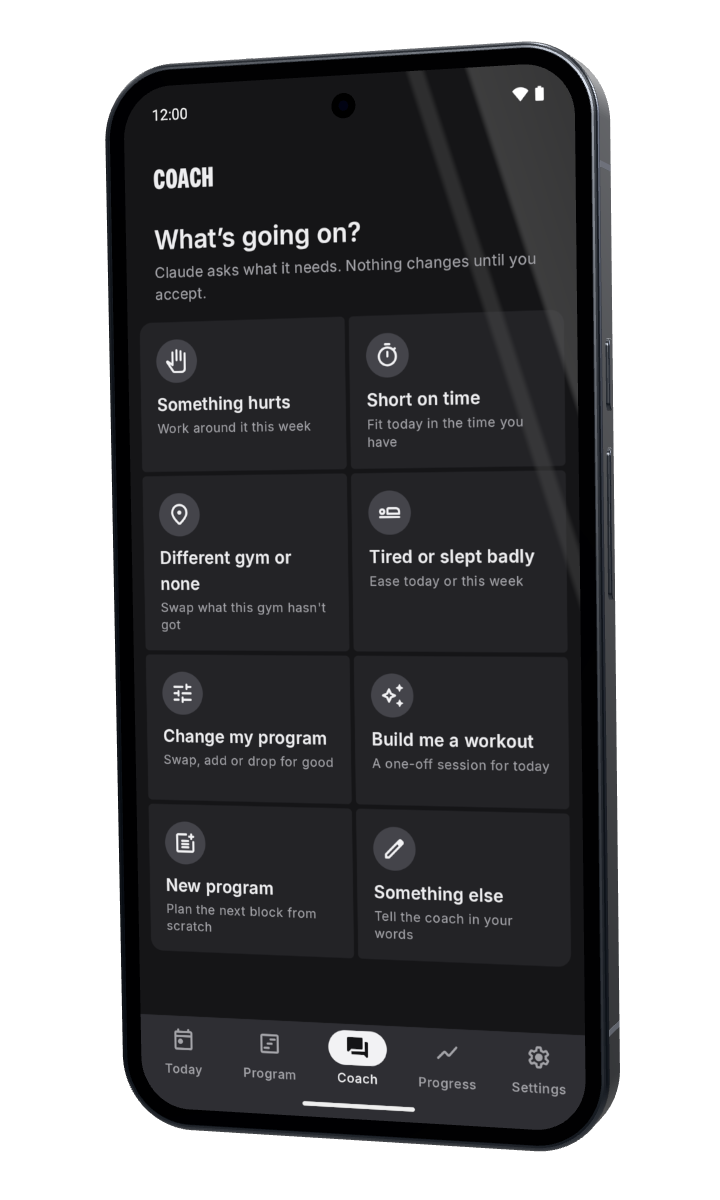 12:00
COACH
What's going on?
Claude asks what it needs. Nothing changes until you
accept.
Something hurts
Work around it this week
Short on time
Fit today in the time you
have
Different gym or
none
Swap what this gym hasn't
got
Tired or slept badly
Ease today or this week
Change my program
Swap, add or drop for good
Build me a workout
A one-off session for today
New program
Plan the next block from
scratch
Something else
Tell the coach in your
words
Today
Program
Coach
Progress
Settings